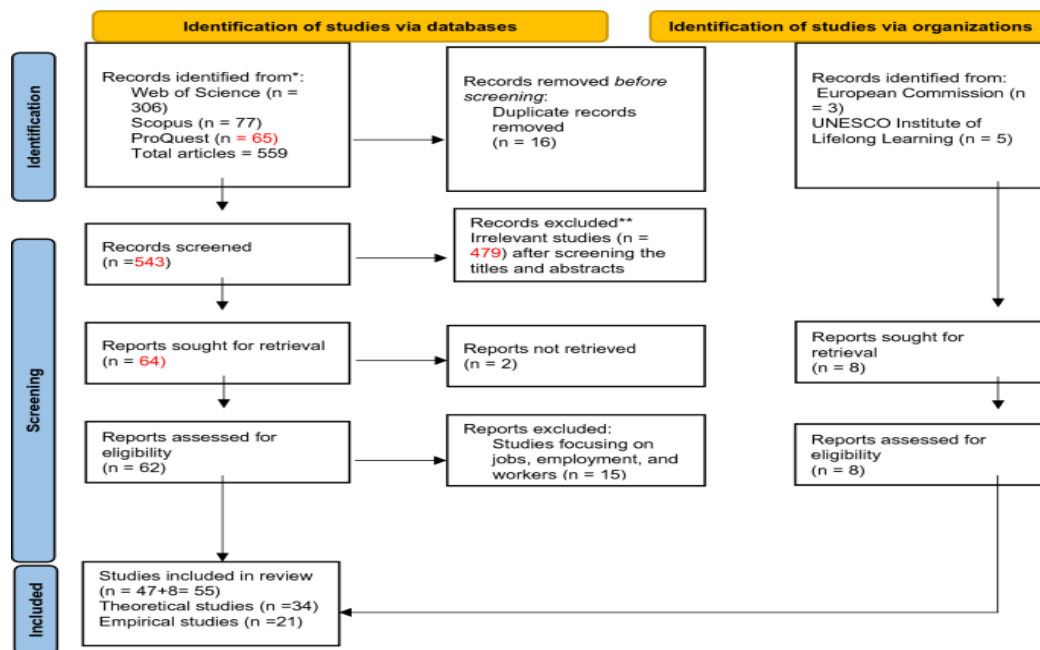 Identification of studies via databases
Identification of studies via organizations
Identification
Records identified from*:
Web of Science (n =
306)
Scopus (n = 77)
ProQuest (n = 65)
Total articles = 559
Records removed before
screening:
Duplicate records
removed
(n = 16)
Records identified from:
European Commission (n
= 3)
UNESCO Institute of
Lifelong Learning (n = 5)
Screening
Records screened
(n =543)
Records excluded**
Irrelevant studies (n =
479) after screening the
titles and abstracts
Reports sought for retrieval
(n = 64)
Reports not retrieved
(n = 2)
Reports sought for
retrieval
(n = 8)
Reports assessed for
eligibility
(n = 62)
Reports excluded:
Studies focusing on
jobs, employment, and
workers (n = 15)
Reports assessed for
eligibility
(n = 8)
Included
Studies included in review
(n = 47+8= 55)
Theoretical studies (n =34)
Empirical studies (n =21)